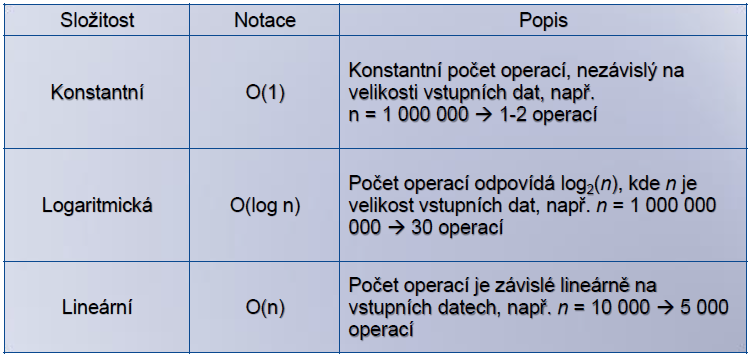 Složitost Notace Popis
Konstantní O(1) Konstantní počet operací, nezávislý na
velikosti vstupních dat, např.
n = 1 000 000 → 1-2 operací
Logaritmická O(log n) Počet operací odpovídá log₂(n), kde n je
velikost vstupních dat, např. n = 1 000 000
000 → 30 operací
Lineární O(n) Počet operací je závislé lineárně na
vstupních datech, např. n = 10 000 → 5 000
operací